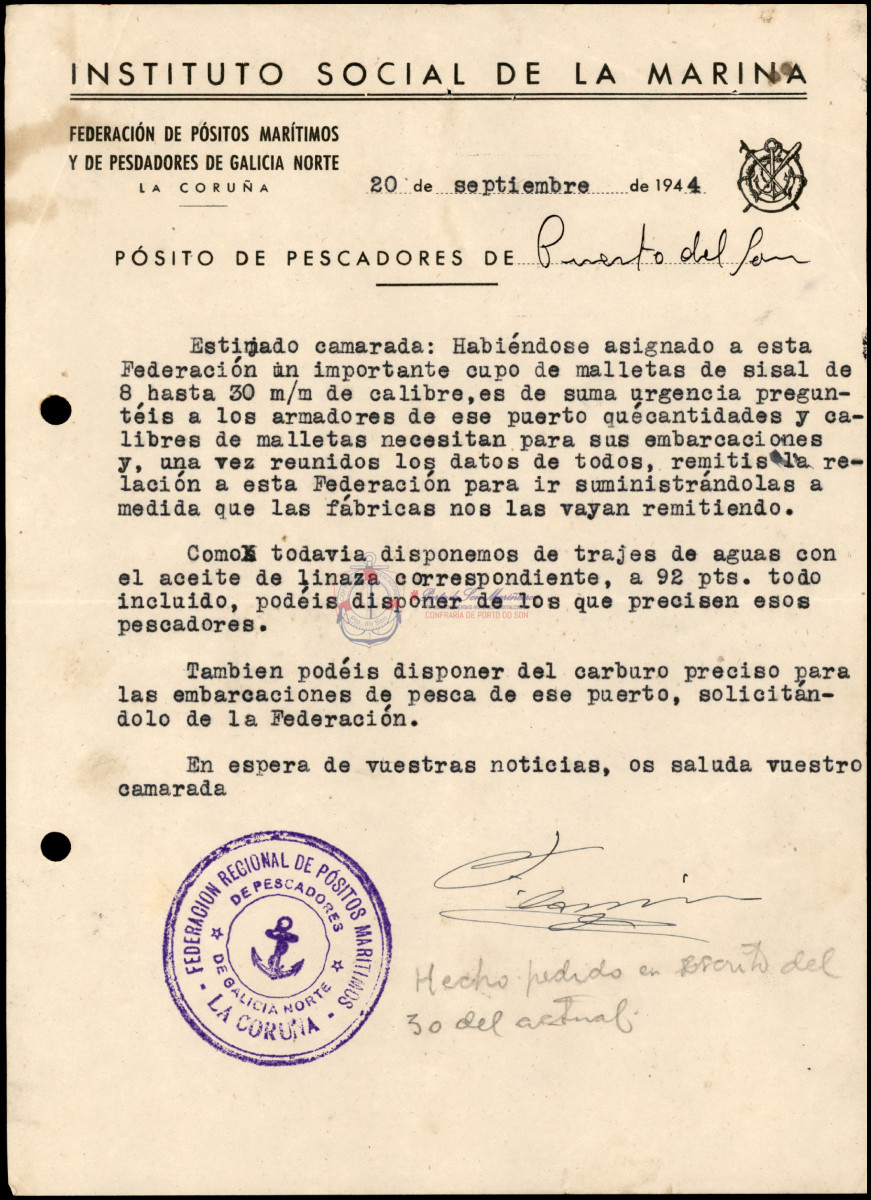 INSTITUTO SOCIAL DE LA MARINA
FEDERACIÓN DE PÓSITOS MARÍTIMOS
Y DE PESDADORES DE GALICIA NORTE
LA CORUÑA
20 de septiembre de 1944
PÓSITO DE PESCADORES DE Puerto del Son
Estimado camarada: Habiéndose asignado a esta
Federación un importante cupo de malletas de sisal de
8 hasta 30 m/m de calibre,es de suma urgencia pregun-
téis a los armadores de ese puerto quécantidades y ca-
libres de malletas necesitan para sus embarcaciones
y, una vez reunidos los datos de todos, remitis la re-
lación a esta Federación para ir suministrándolas a
medida que las fábricas nos las vayan remitiendo.
Como todavia disponemos de trajes de aguas con
el aceite de linaza correspondiente, a 92 pts. todo
incluido, podéis disponer de los que precisen esos
pescadores.
Porto do Son
CONFRARÍA DE PORTO DO SON
Tambien podéis disponer del carburo preciso para
las embarcaciones de pesca de ese puerto, solicitán-
dolo de la Federación.
En espera de vuestras noticias, os saluda vuestro
camarada
FEDERACION REGIONAL DE PÓSITOS MARITIMOS
DE PESCADORES
DE GALICIA NORTE
- LA CORUÑA -
Hecho pedido en escrito del
30 del actual.